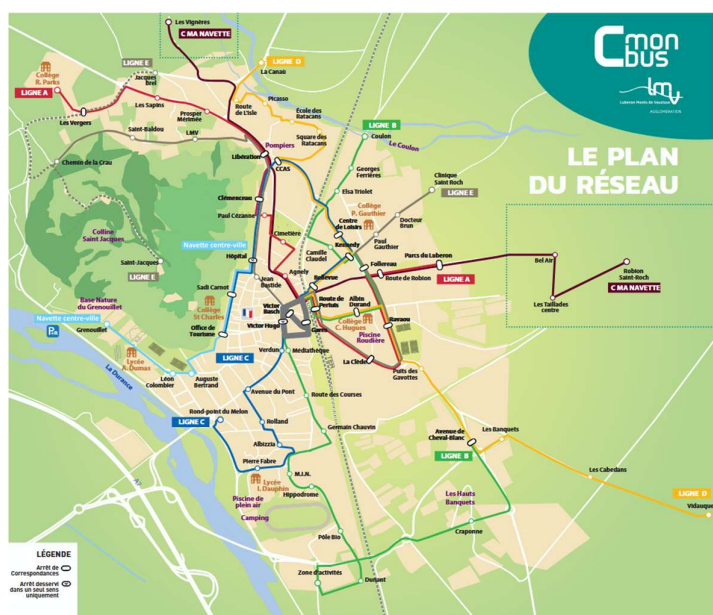 Les Vignères
C MA NAVETTE
Cmon
bus
lmv
Luberon Monts de Vaucluse
AGGLOMÉRATION
LE PLAN
DU RÉSEAU
LIGNE E
LIGNE D
La Canau
Collège
R. Parks
Jacques
Brel
LIGNE A
Les Sapins
Picasso
Route
de L'Isle
École des
Ratacans
Prosper
Mérimée
Les Vergers
Saint-Baldou
LMV
Pompiers
Square des
Ratacans
LIGNE B
Coulon
Le Coulon
Libération
CCAS
Chemin de la Crau
Georges
Ferrières
Clinique
Saint Roch
Elsa Triolet
LIGNE E
Clémenceau
Collège
P. Gauthier
Paul Cézanne
Centre
de Loisirs
Docteur
Brun
Colline
Saint Jacques
Cimetière
Navette centre-ville
Kennedy
Paul
Gauthier
Camille
Claudel
Hôpital
Parcs du Luberon
Bel Air
Saint-Jacques
Follereau
Robion
Saint-Roch
LIGNE E
Jean
Bastide
Agnely
Bellevue
Route de Robion
LIGNE A
C MA NAVETTE
Sadi Carnot
Base Nature
du Grenouillet
Victor
Basch
Route de
Pertuis
Albin
Durand
Les Taillades
centre
Collège
St Charles
Navette centre-ville
Victor Hugo
Gares
Collège
C. Hugues
Ravaou
Grenouillet
Office de
Tourisme
Piscine
Roudière
Verdun
Médiathèque
LIGNE C
La Clède
Lycée
A. Dumas
Puits des
Gavottes
La Durance
Léon
Colombier
Auguste
Bertrand
Avenue du Pont
Route des Courses
Rond-point du Melon
LIGNE C
Rolland
Germain Chauvin
Avenue de
Cheval-Blanc
Les Banquets
Albizzia
LIGNE B
Pierre Fabre
M.I.N.
Les Cabedans
Lycée
I. Dauphin
LIGNE D
Hippodrome
Les Hauts
Banquets
Piscine de
plein air
Vidauque
A7
Camping
Craponne
Pôle Bio
LÉGENDE
Arrêt de
Correspondances
Arrêt desservi
dans un seul sens
uniquement
Zone d'activités
Durant